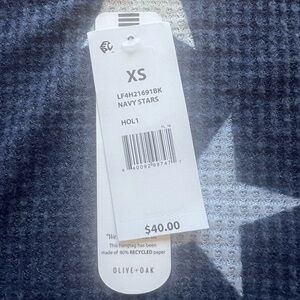 XS
LF4H21691BK
NAVY STARS
HOL1
$40.00
This hangtag has been
made of 80% RECYCLED paper
OLIVE+OAK